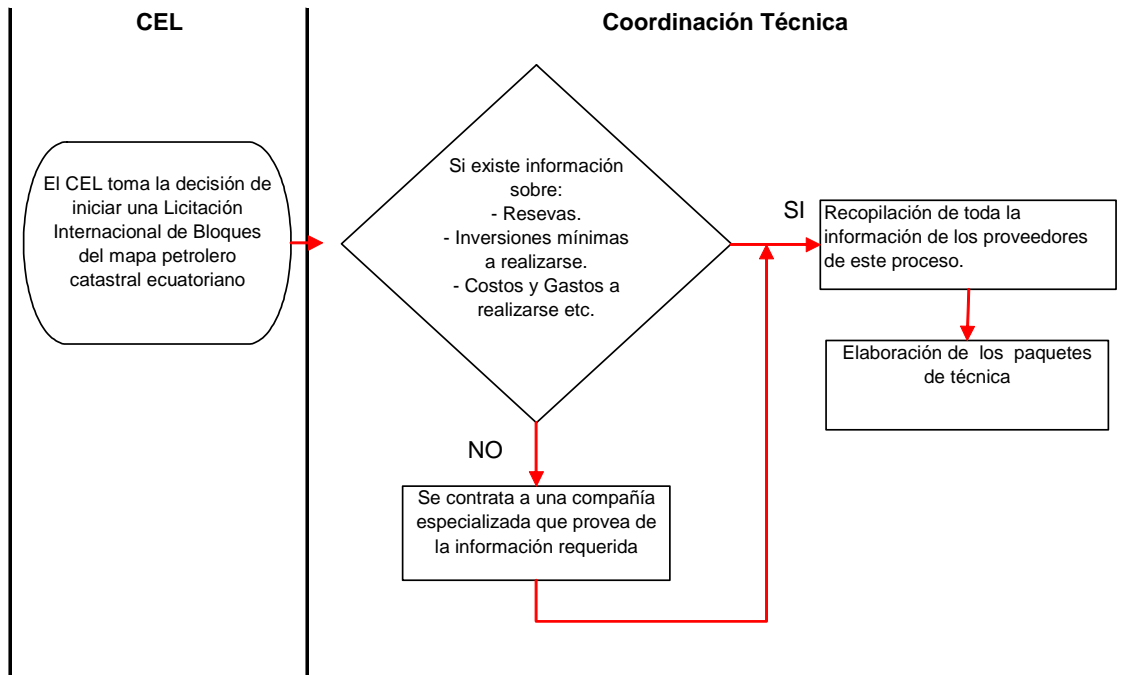 CEL
Coordinación Técnica
El CEL toma la decisión de
iniciar una Licitación
Internacional de Bloques
del mapa petrolero
catastral ecuatoriano
Si existe información
sobre:
- Resevas.
- Inversiones mínimas
a realizarse.
- Costos y Gastos a
realizarse etc.
SI
Recopilación de toda la
información de los proveedores
de este proceso.
Elaboración de los paquetes
de técnica
NO
Se contrata a una compañía
especializada que provea de
la información requerida